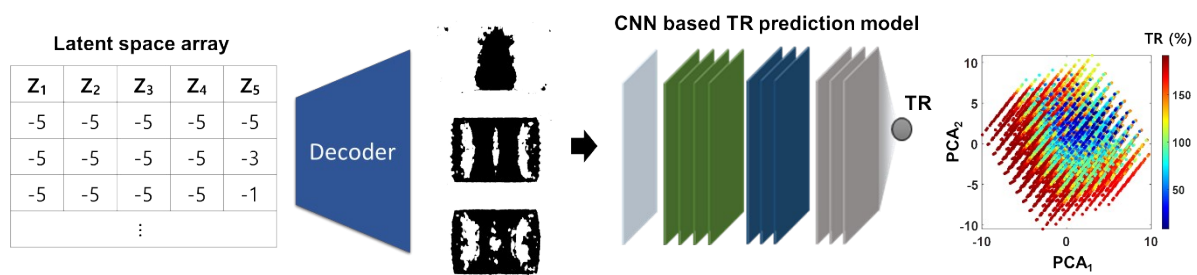 Latent space array
Z1 Z2 Z3 Z4 Z5
-5 -5 -5 -5 -5
-5 -5 -5 -5 -3
-5 -5 -5 -5 -1
⋮
Decoder
CNN based TR prediction model
TR
TR (%)
150
100
50
PCA2
10
5
0
-5
-10
-10 0 10
PCA1